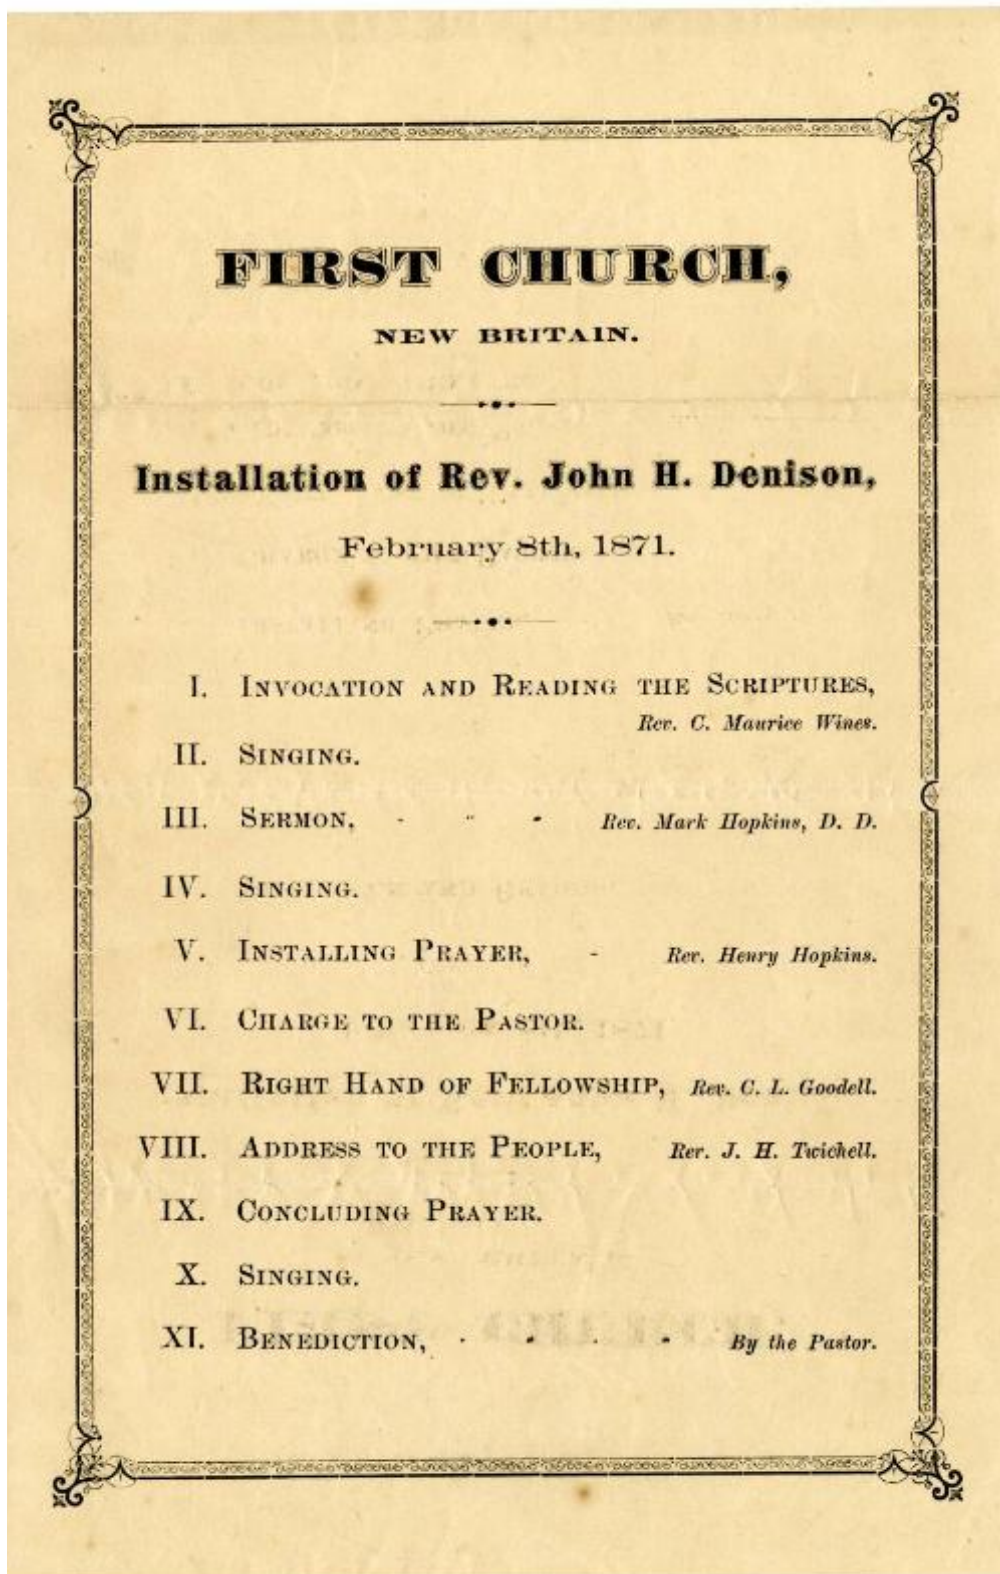 FIRST CHURCH,
NEW BRITAIN.
Installation of Rev. John H. Denison,
February 8th, 1871.
I. INVOCATION AND READING THE SCRIPTURES,
Rev. C. Maurice Wines.
II. SINGING.
III. SERMON, - - - Rev. Mark Hopkins, D. D.
IV. SINGING.
V. INSTALLING PRAYER, - Rev. Henry Hopkins.
VI. CHARGE TO THE PASTOR.
VII. RIGHT HAND OF FELLOWSHIP, Rev. C. L. Goodell.
VIII. ADDRESS TO THE PEOPLE, Rev. J. H. Twichell.
IX. CONCLUDING PRAYER.
X. SINGING.
XI. BENEDICTION, - - - - By the Pastor.